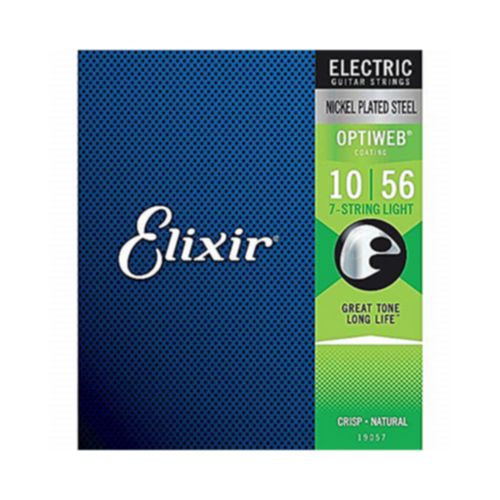 ELECTRIC
GUITAR STRINGS
NICKEL PLATED STEEL
OPTIWEB®
COATING
10 | 56
7-STRING LIGHT
Elixir®
e
GREAT TONE
LONG LIFE™
CRISP • NATURAL
19057